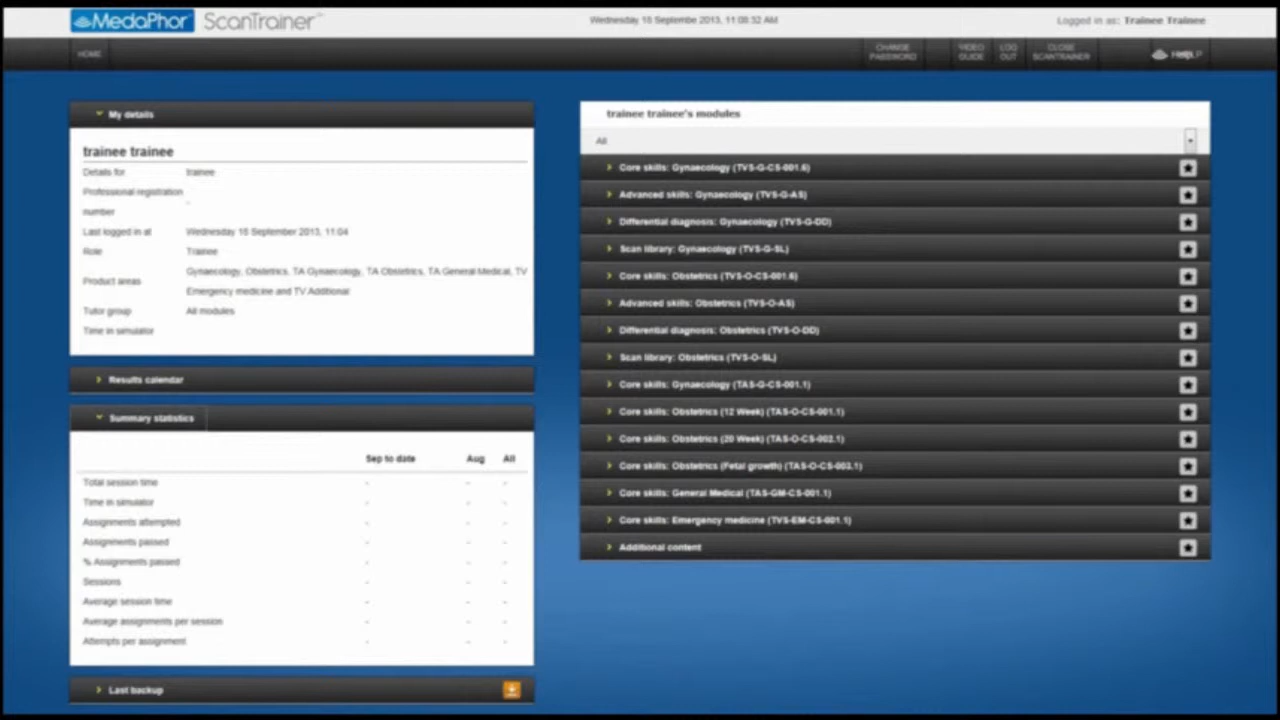 MedaPhor ScanTrainer™
Wednesday 18 Septembe 2013, 11:08:32 AM
Logged in as: Trainee Trainee
HOME
CHANGE PASSWORD
VIDEO GUIDE
LOG OUT
CLOSE SCANTRAINER
My details
trainee trainee
Details for trainee
Professional registration number -
Last logged in at Wednesday 18 September 2013, 11:04
Role Trainee
Product areas Gynaecology, Obstetrics, TA Gynaecology, TA Obstetrics, TA General Medical, TV
Emergency medicine and TV Additional
Tutor group All modules
Time in simulator
Results calendar
Summary statistics
Sep to date Aug All
Total session time - - -
Time in simulator - - -
Assignments attempted - - -
Assignments passed - - -
% Assignments passed - - -
Sessions - - -
Average session time - - -
Average assignments per session - - -
Attempts per assignment - - -
Last backup
trainee trainee's modules
All
Core skills: Gynaecology (TVS-G-CS-001.6)
Advanced skills: Gynaecology (TVS-G-AS)
Differential diagnosis: Gynaecology (TVS-G-DD)
Scan library: Gynaecology (TVS-G-SL)
Core skills: Obstetrics (TVS-O-CS-001.6)
Advanced skills: Obstetrics (TVS-O-AS)
Differential diagnosis: Obstetrics (TVS-O-DD)
Scan library: Obstetrics (TVS-O-SL)
Core skills: Gynaecology (TAS-G-CS-001.1)
Core skills: Obstetrics (12 Week) (TAS-O-CS-001.1)
Core skills: Obstetrics (20 Week) (TAS-O-CS-002.1)
Core skills: Obstetrics (Fetal growth) (TAS-O-CS-003.1)
Core skills: General Medical (TAS-GM-CS-001.1)
Core skills: Emergency medicine (TVS-EM-CS-001.1)
Additional content